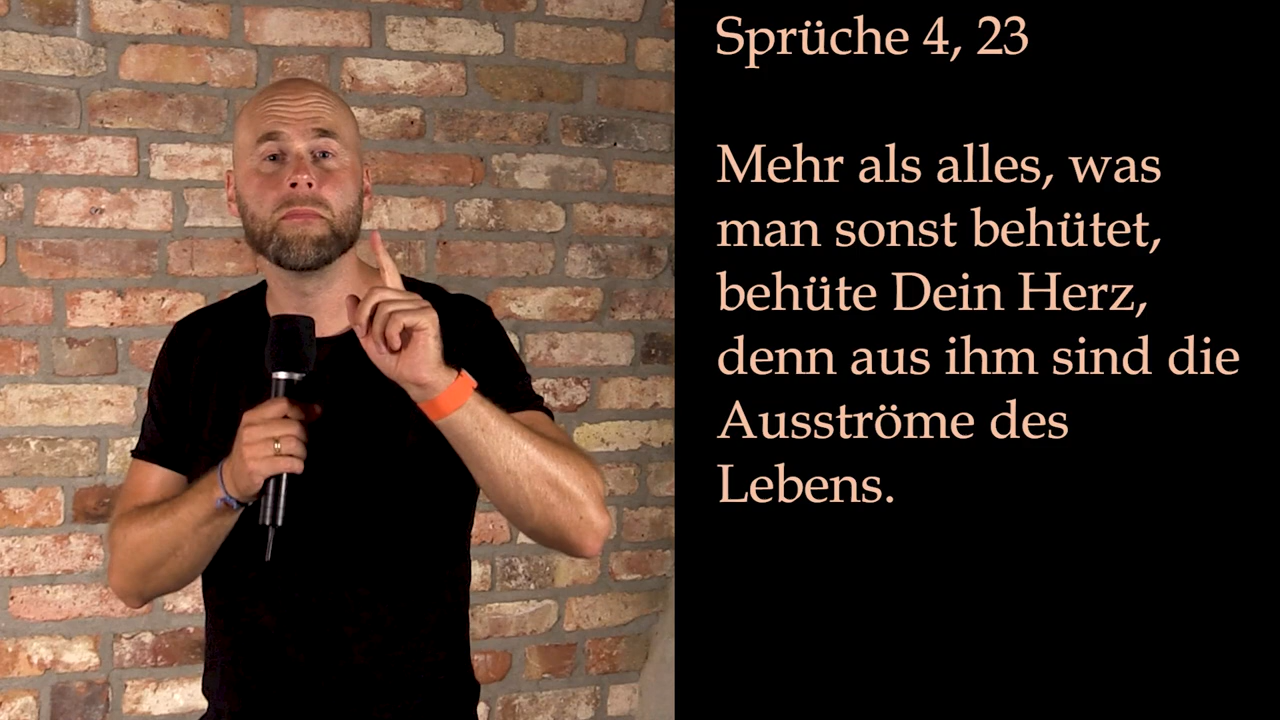 Sprüche 4, 23
Mehr als alles, was
man sonst behütet,
behüte Dein Herz,
denn aus ihm sind die
Ausströme des
Lebens.